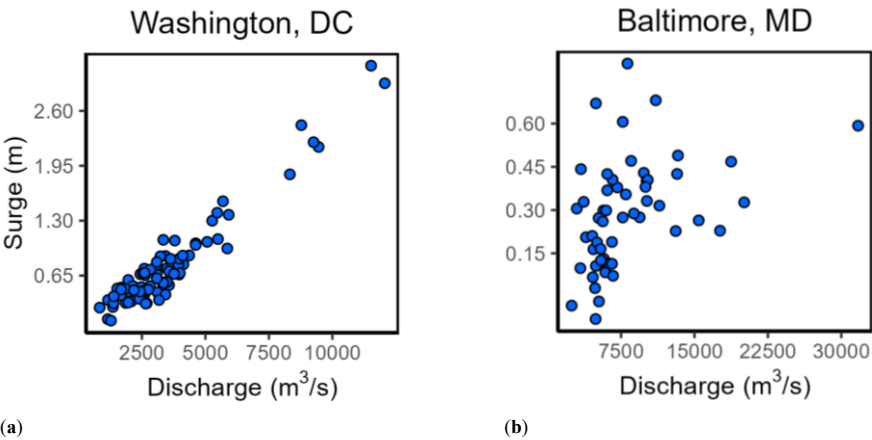 Washington, DC
Baltimore, MD
Surge (m)
2.60
1.95
1.30
0.65
2500 5000 7500 10000
Discharge (m³/s)
0.60
0.45
0.30
0.15
7500 15000 22500 30000
Discharge (m³/s)
(a)
(b)